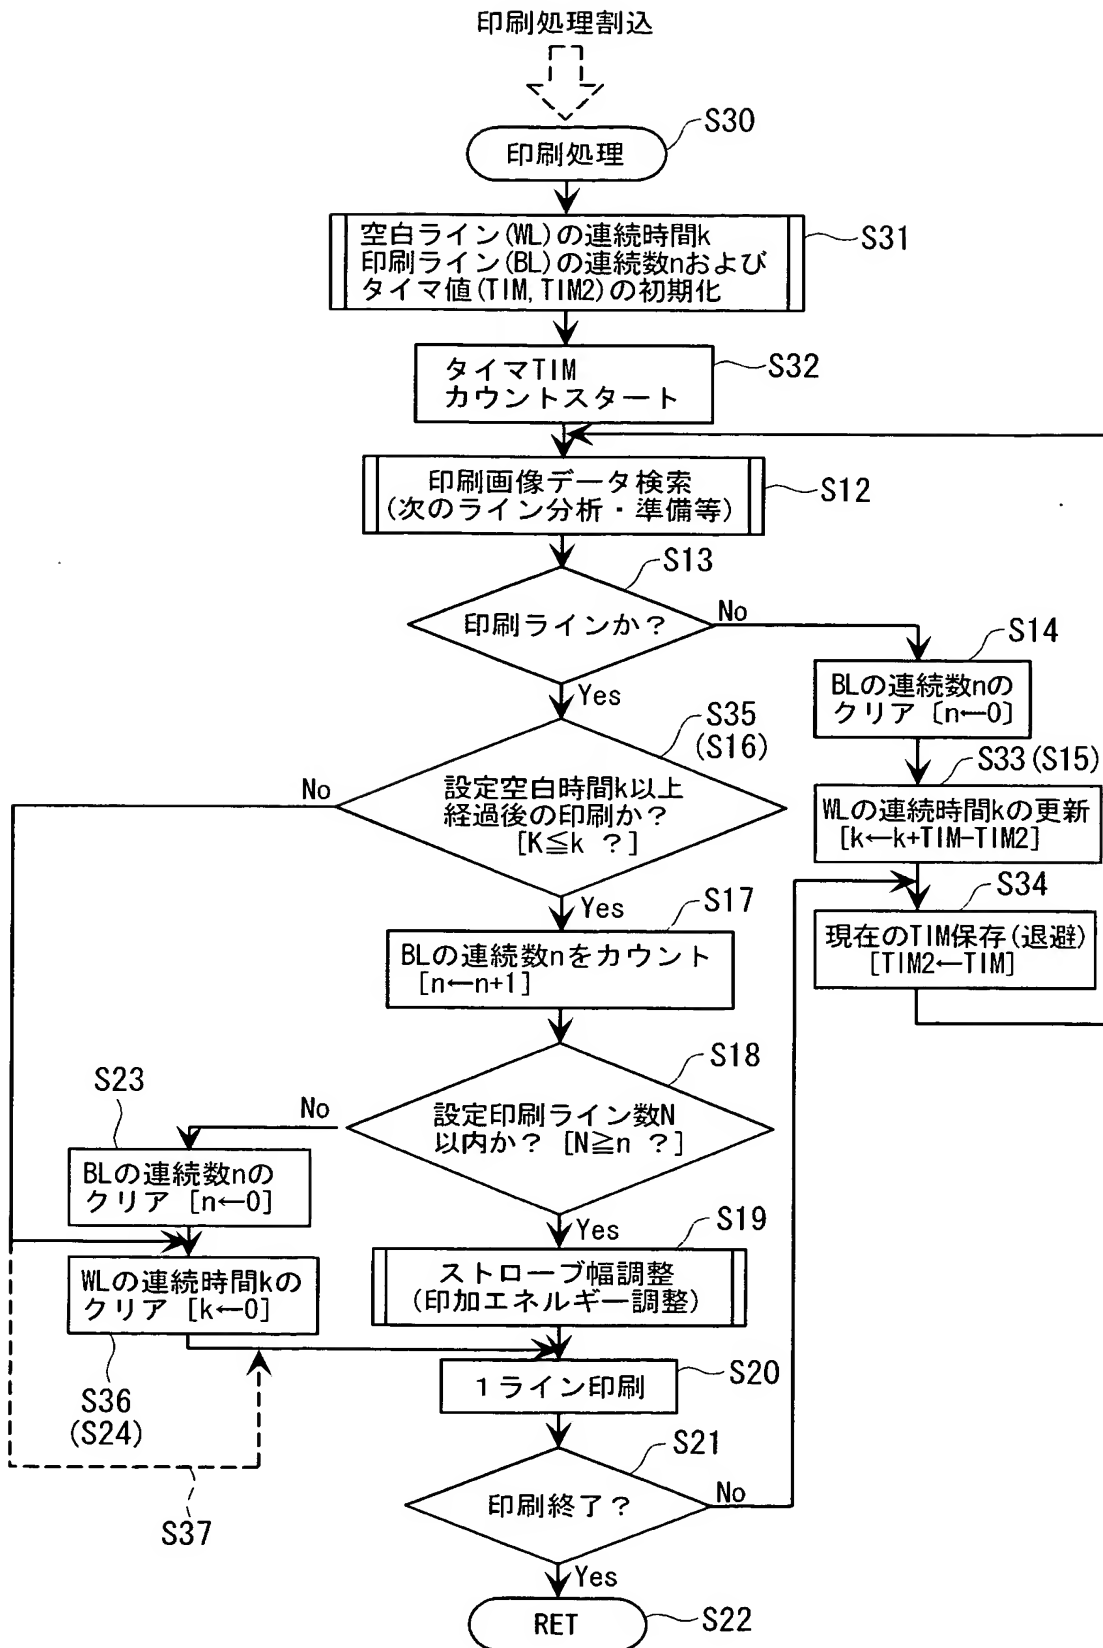 印刷処理割込
S30
印刷処理
空白ライン(WL)の連続時間k
印刷ライン(BL)の連続数nおよび
タイマ値(TIM,TIM2)の初期化
S31
タイマTIM
カウントスタート
S32
印刷画像データ検索
(次のライン分析・準備等)
S12
S13
印刷ラインか?
No
Yes
S14
BLの連続数nの
クリア [n←0]
S33(S15)
WLの連続時間kの更新
[k←k+TIM−TIM2]
S34
現在のTIM保存(退避)
[TIM2←TIM]
S35
(S16)
設定空白時間k以上
経過後の印刷か?
[K≦k ?]
No
Yes
S17
BLの連続数nをカウント
[n←n+1]
S18
設定印刷ライン数N
以内か? [N≧n ?]
No
Yes
S23
BLの連続数nの
クリア [n←0]
WLの連続時間kの
クリア [k←0]
S36
(S24)
S37
S19
ストローブ幅調整
(印加エネルギー調整)
1ライン印刷
S20
S21
印刷終了?
No
Yes
RET
S22